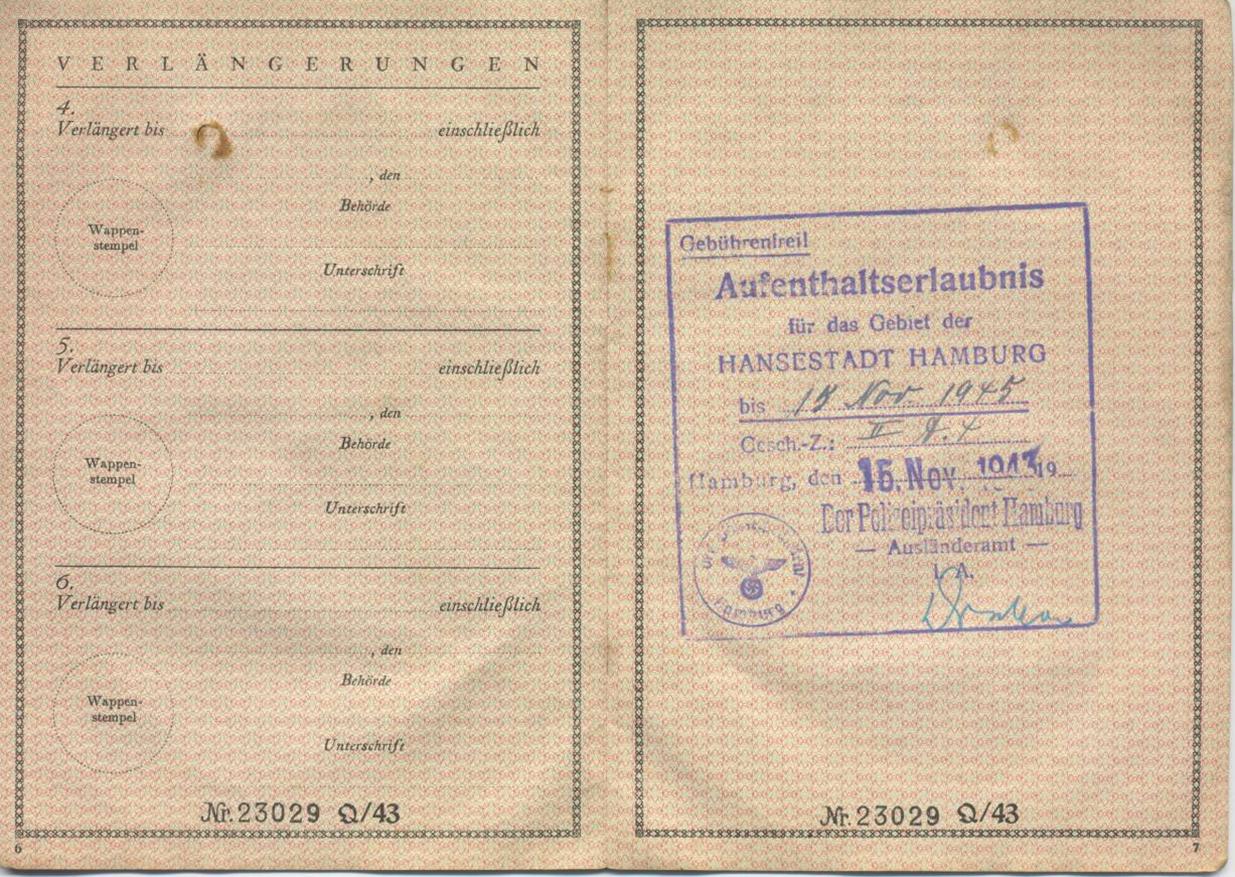 VERLÄNGERUNGEN
4.
Verlängert bis einschließlich
, den
Behörde
Wappen-
stempel
Unterschrift
5.
Verlängert bis einschließlich
, den
Behörde
Wappen-
stempel
Unterschrift
6.
Verlängert bis einschließlich
, den
Behörde
Wappen-
stempel
Unterschrift
Nr. 23029 Q/43
6
Gebührenfrei!
Aufenthaltserlaubnis
für das Gebiet der
HANSESTADT HAMBURG
bis Nov 1945
Gesch.-Z.: II
Hamburg, den 15. Nov. 1943 19
Der Polizeipräsident Hamburg
— Ausländeramt —
I. A.
Hamburg
Nr. 23029 Q/43
7